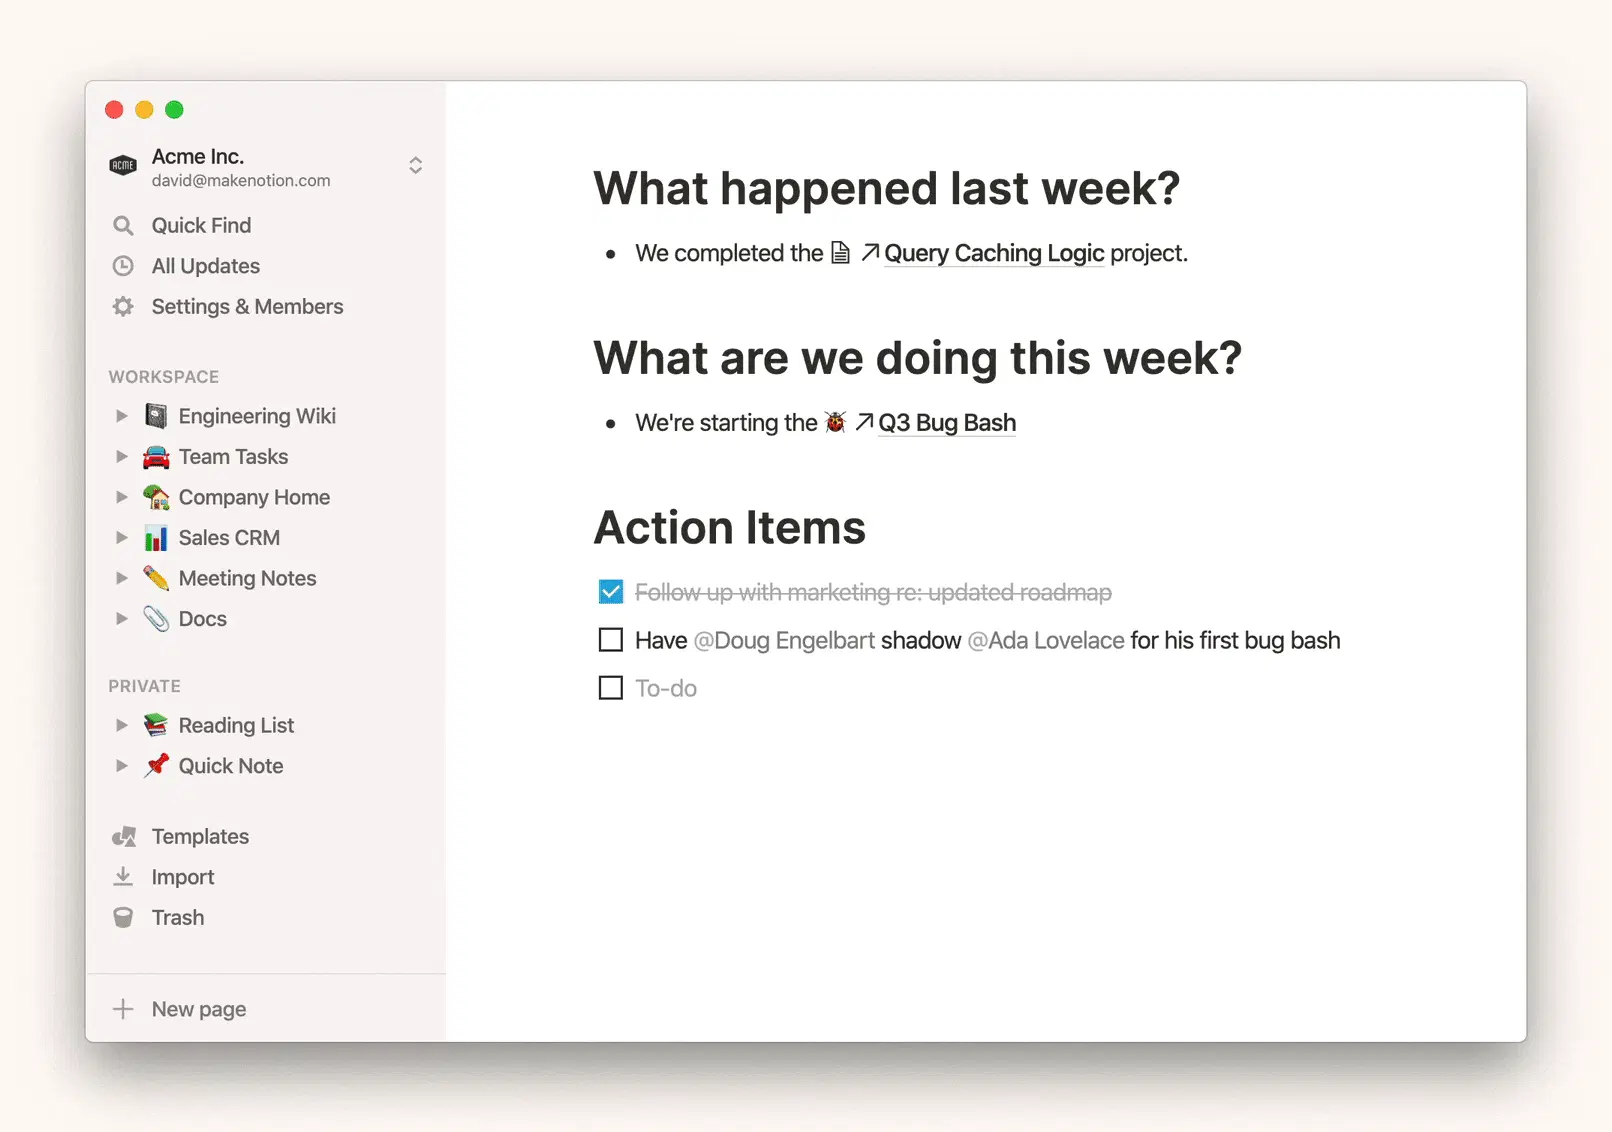 ACME
Acme Inc.
david@makenotion.com
Quick Find
All Updates
Settings & Members
WORKSPACE
Engineering Wiki
Team Tasks
Company Home
Sales CRM
Meeting Notes
Docs
PRIVATE
Reading List
Quick Note
Templates
Import
Trash
New page
What happened last week?
We completed the Query Caching Logic project.
What are we doing this week?
We're starting the Q3 Bug Bash
Action Items
Follow up with marketing re: updated roadmap
Have @Doug Engelbart shadow @Ada Lovelace for his first bug bash
To-do